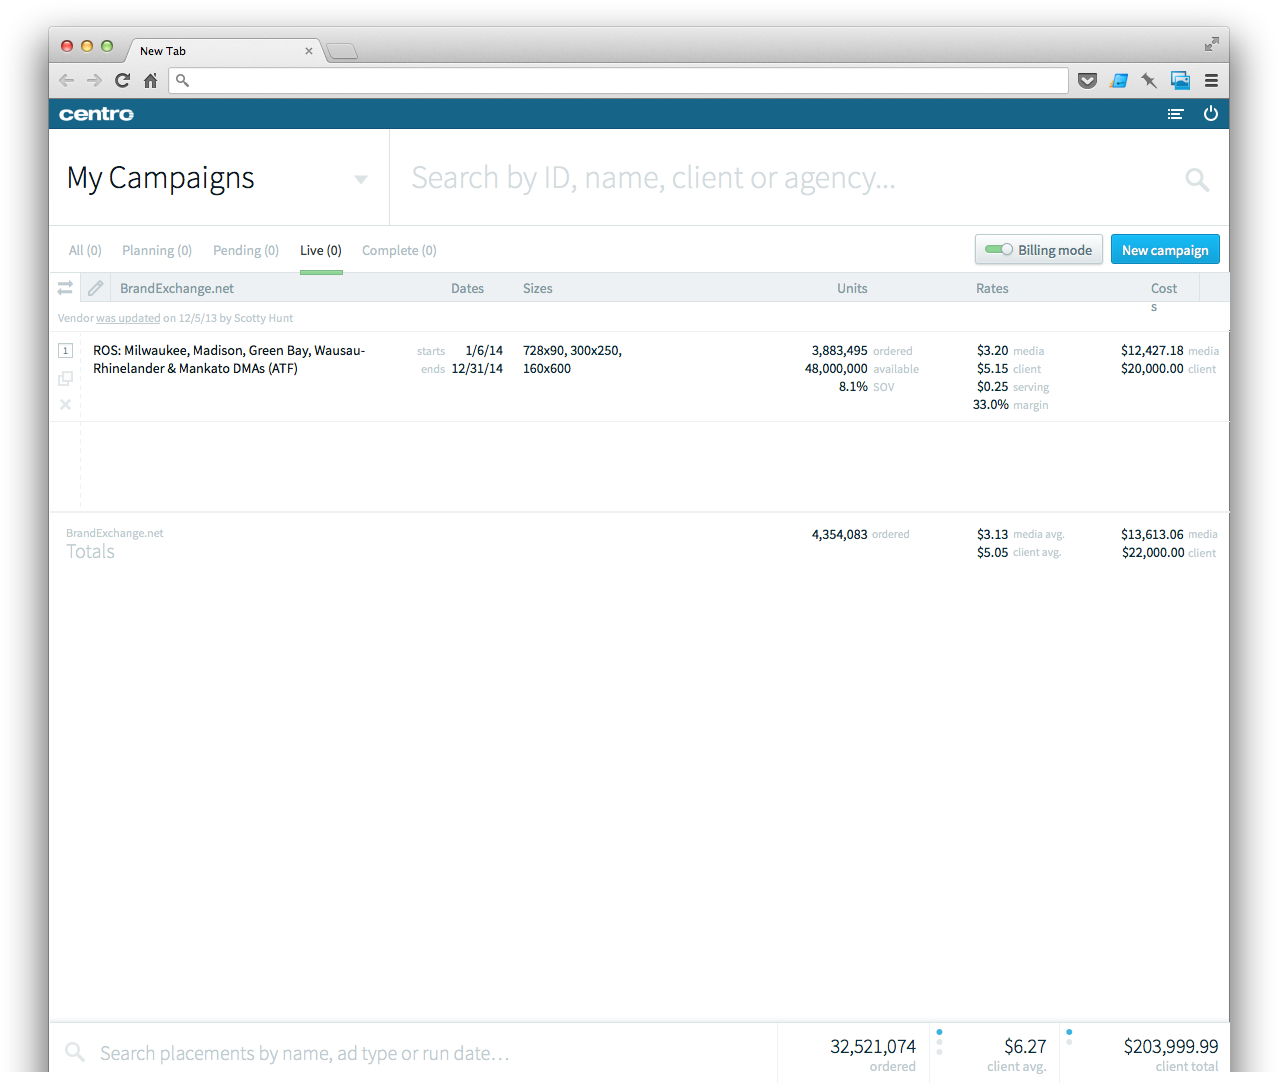 New Tab
centro
My Campaigns
Search by ID, name, client or agency...
All (0) Planning (0) Pending (0) Live (0) Complete (0)
Billing mode
New campaign
BrandExchange.net Dates Sizes Units Rates Cost
s
Vendor was updated on 12/5/13 by Scotty Hunt
1 ROS: Milwaukee, Madison, Green Bay, Wausau- starts 1/6/14 728x90, 300x250, 3,883,495 ordered $3.20 media $12,427.18 media
Rhinelander & Mankato DMAs (ATF) ends 12/31/14 160x600 48,000,000 available $5.15 client $20,000.00 client
8.1% SOV $0.25 serving
33.0% margin
BrandExchange.net 4,354,083 ordered $3.13 media avg. $13,613.06 media
Totals $5.05 client avg. $22,000.00 client
Search placements by name, ad type or run date... 32,521,074 $6.27 $203,999.99
ordered client avg. client total